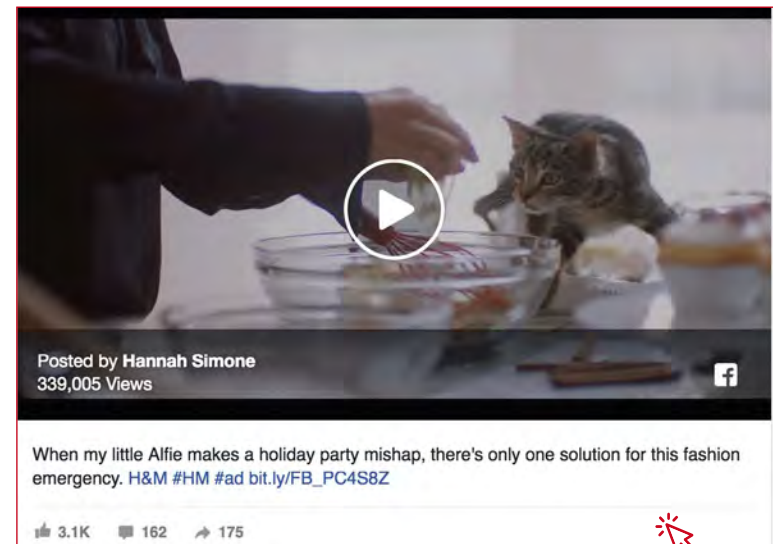 Posted by Hannah Simone
339,005 Views
When my little Alfie makes a holiday party mishap, there's only one solution for this fashion
emergency. H&M #HM #ad bit.ly/FB_PC4S8Z
3.1K 162 175